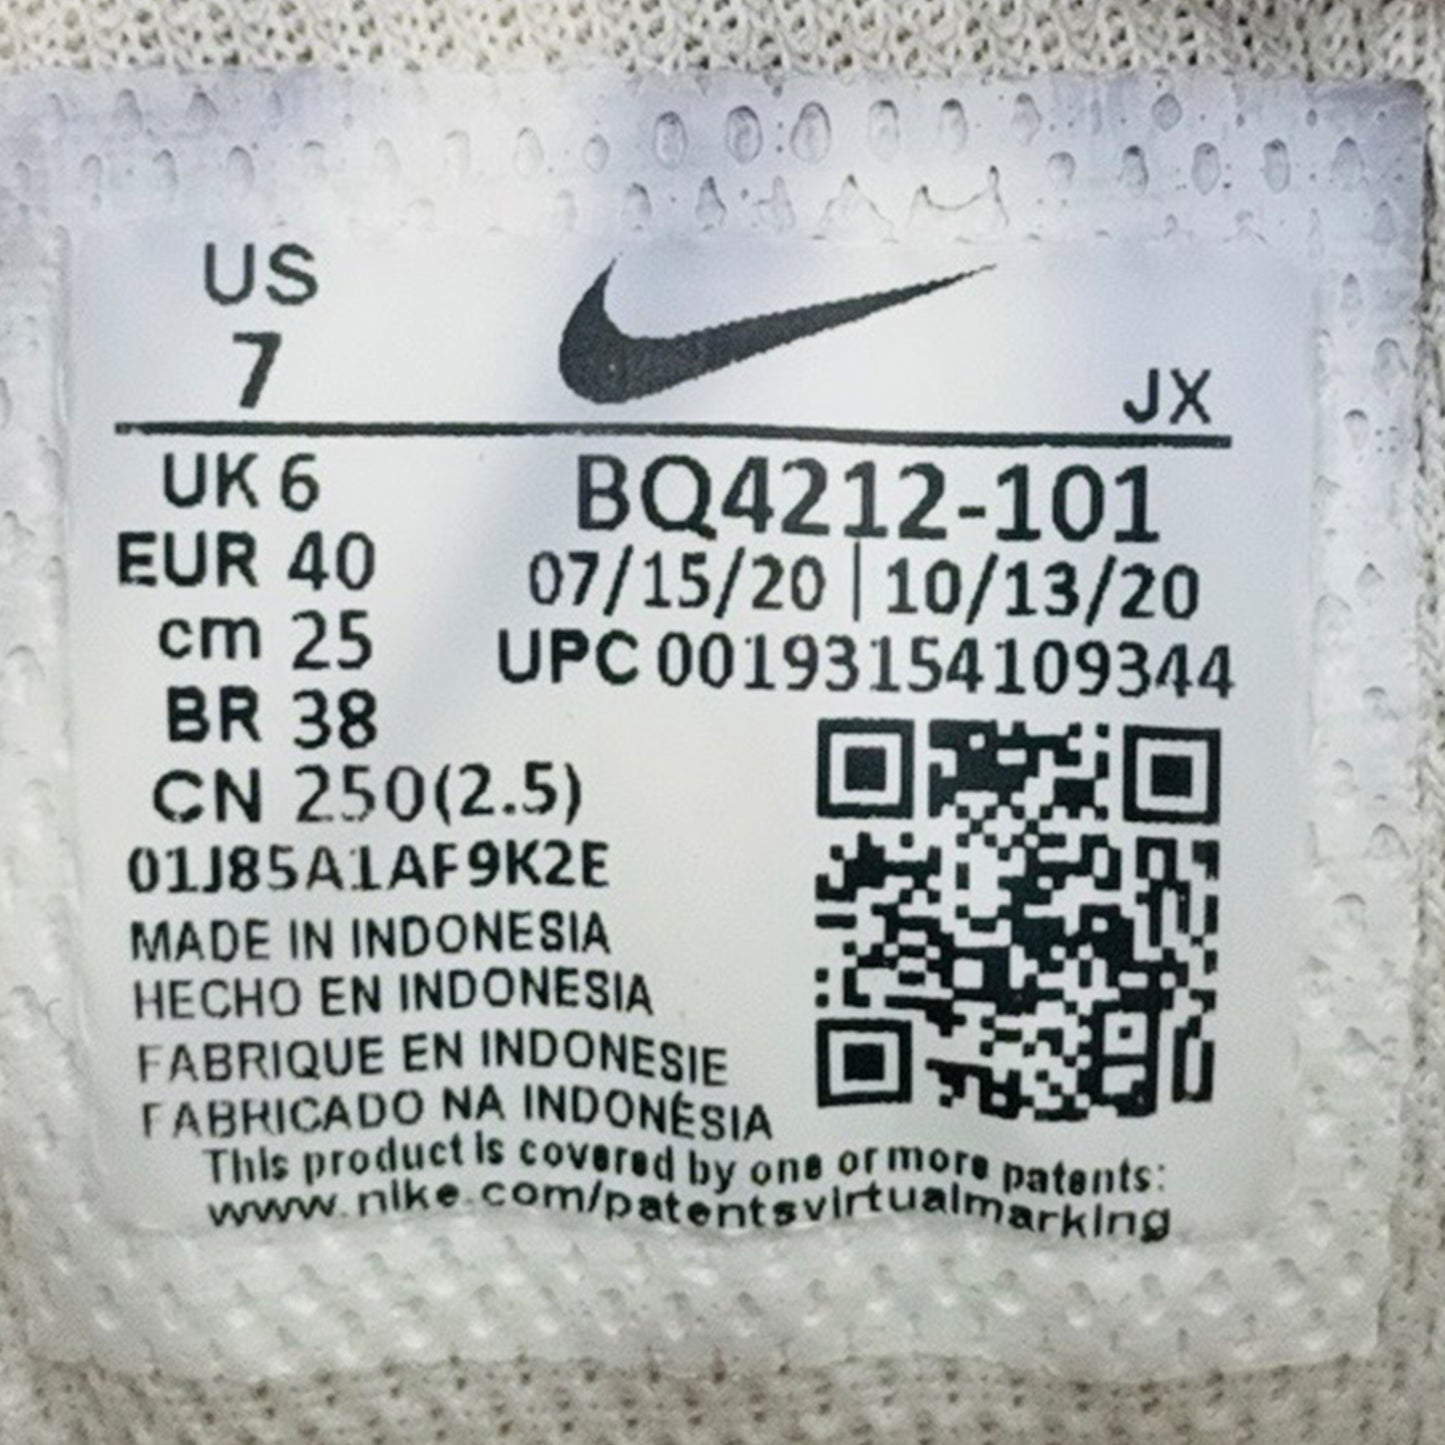 US
7
JX
UK 6
EUR 40
cm 25
BR 38
CN 250(2.5)
BQ4212-101
07/15/20 | 10/13/20
UPC 00193154109344
01J85A1AF9K2E
MADE IN INDONESIA
HECHO EN INDONESIA
FABRIQUE EN INDONESIE
FABRICADO NA INDONÉSIA
This product is covered by one or more patents:
www.nike.com/patentsvirtualmarking